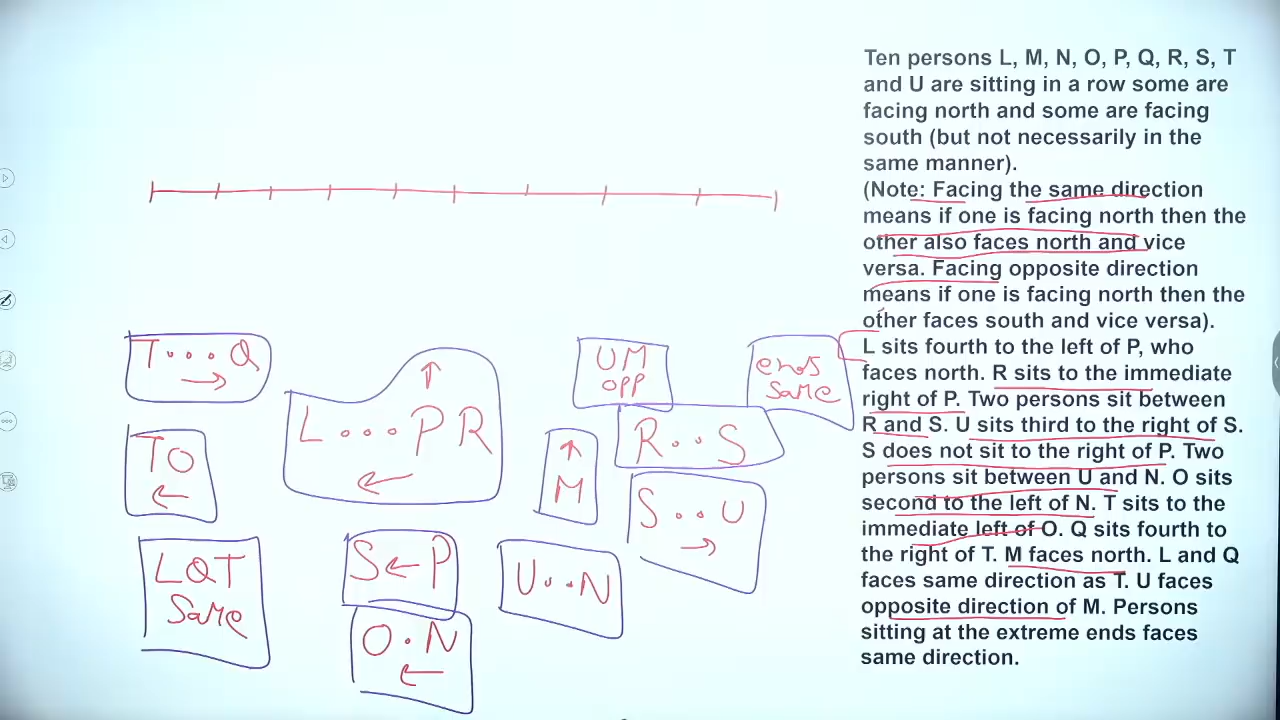 Ten persons L, M, N, O, P, Q, R, S, T
and U are sitting in a row some are
facing north and some are facing
south (but not necessarily in the
same manner).
(Note: Facing the same direction
means if one is facing north then the
other also faces north and vice
versa. Facing opposite direction
means if one is facing north then the
other faces south and vice versa).
L sits fourth to the left of P, who
faces north. R sits to the immediate
right of P. Two persons sit between
R and S. U sits third to the right of S.
S does not sit to the right of P. Two
persons sit between U and N. O sits
second to the left of N. T sits to the
immediate left of O. Q sits fourth to
the right of T. M faces north. L and Q
faces same direction as T. U faces
opposite direction of M. Persons
sitting at the extreme ends faces
same direction.
T...Q
→
L...PR
↑
←
UM
OPP
ends
same
TO
←
↑
M
R..S
S..U
→
LQT
Same
S←P
U..N
O.N
←